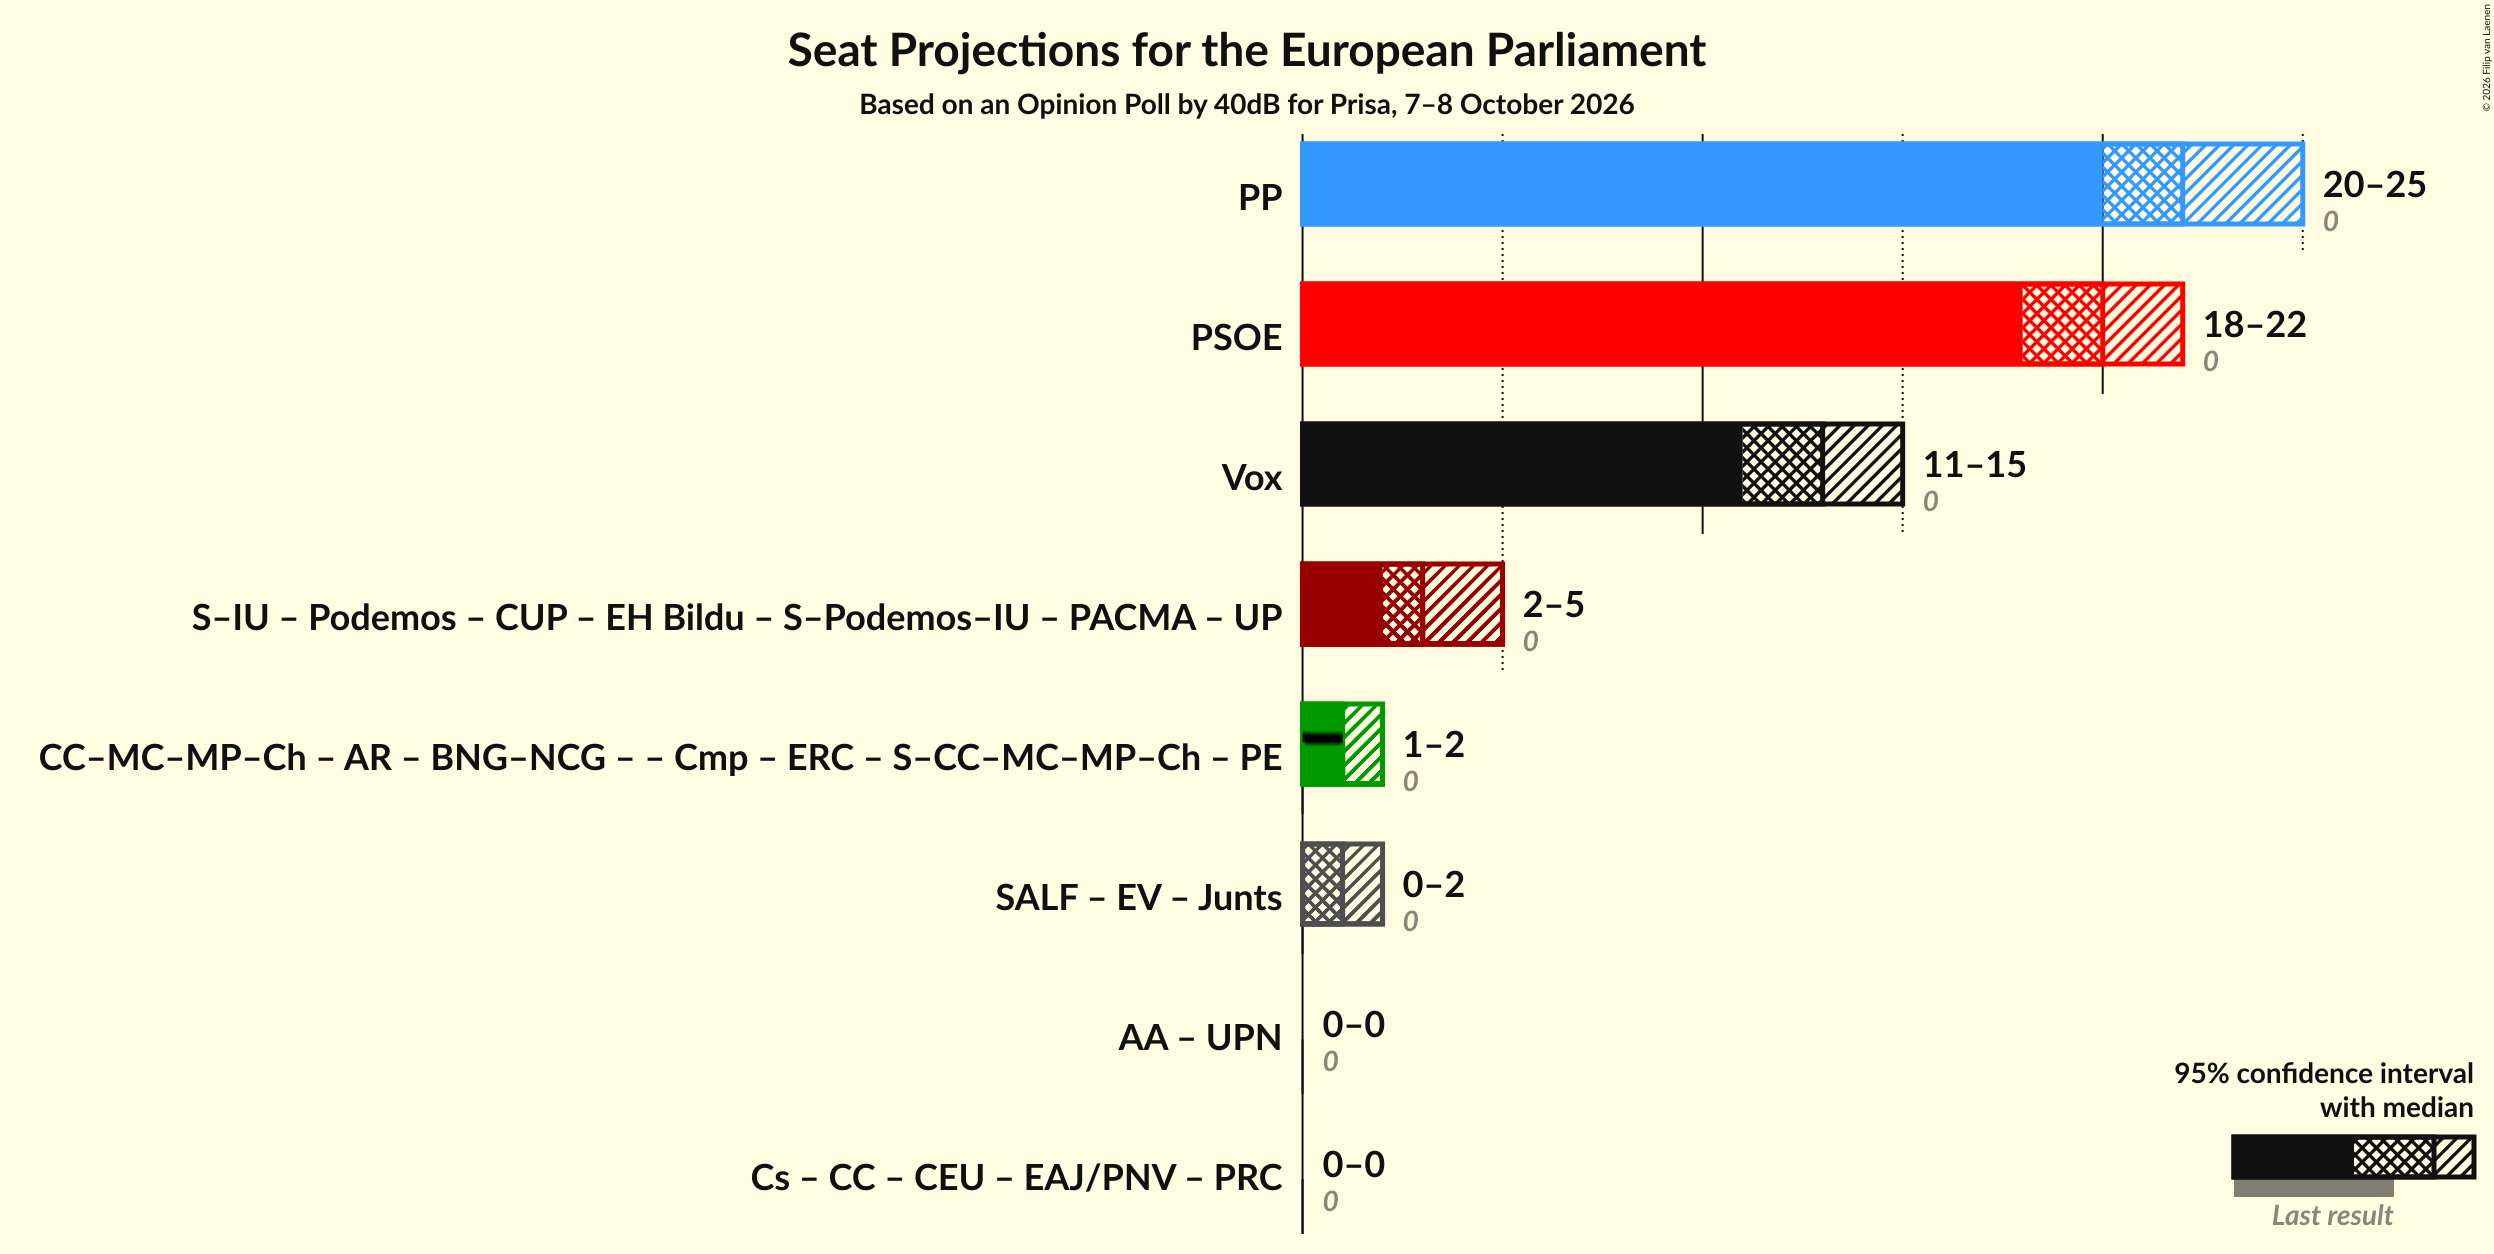 Seat Projections for the European Parliament
Based on an Opinion Poll by 40dB for Prisa, 7–8 October 2026
© 2026 Filip van Laenen
PP
20–25
0
PSOE
18–22
0
Vox
11–15
0
S–IU – Podemos – CUP – EH Bildu – S–Podemos–IU – PACMA – UP
2–5
0
CC–MC–MP–Ch – AR – BNG–NCG – – Cmp – ERC – S–CC–MC–MP–Ch – PE
1–2
0
SALF – EV – Junts
0–2
0
AA – UPN
0–0
0
Cs – CC – CEU – EAJ/PNV – PRC
0–0
0
95% confidence interval
with median
Last result